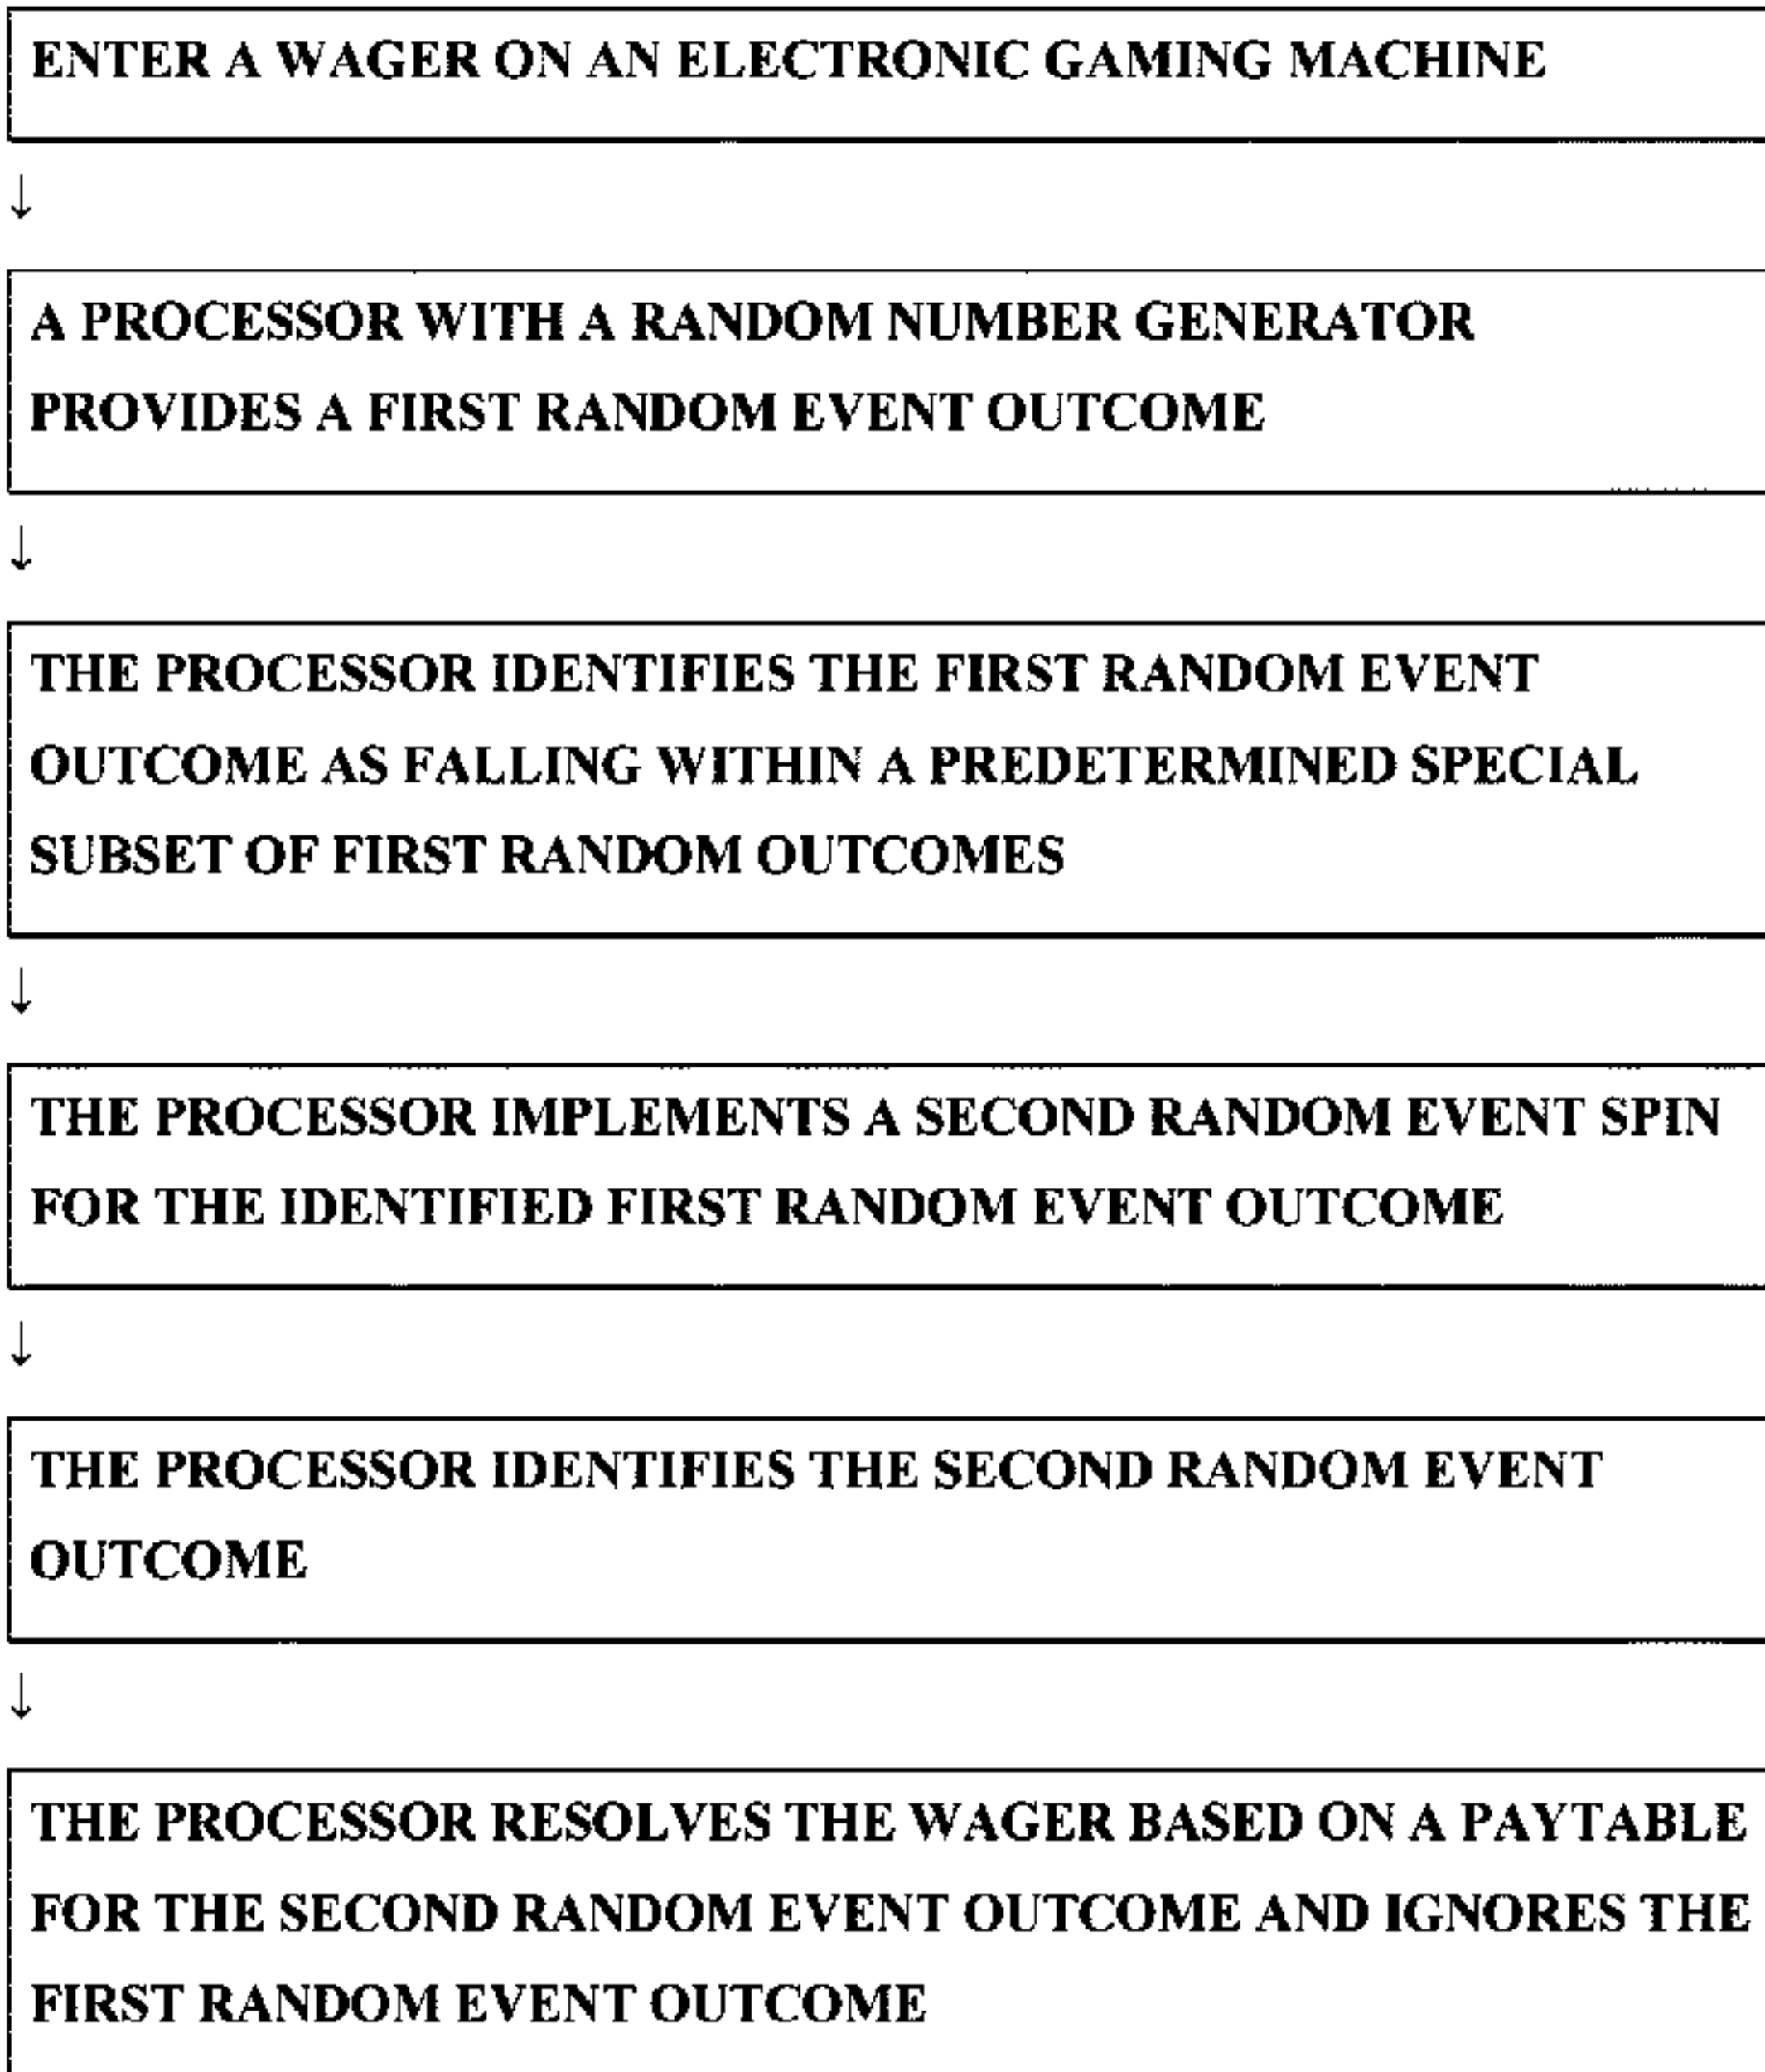 ENTER A WAGER ON AN ELECTRONIC GAMING MACHINE
↓
A PROCESSOR WITH A RANDOM NUMBER GENERATOR
PROVIDES A FIRST RANDOM EVENT OUTCOME
↓
THE PROCESSOR IDENTIFIES THE FIRST RANDOM EVENT
OUTCOME AS FALLING WITHIN A PREDETERMINED SPECIAL
SUBSET OF FIRST RANDOM OUTCOMES
↓
THE PROCESSOR IMPLEMENTS A SECOND RANDOM EVENT SPIN
FOR THE IDENTIFIED FIRST RANDOM EVENT OUTCOME
↓
THE PROCESSOR IDENTIFIES THE SECOND RANDOM EVENT
OUTCOME
↓
THE PROCESSOR RESOLVES THE WAGER BASED ON A PAYTABLE
FOR THE SECOND RANDOM EVENT OUTCOME AND IGNORES THE
FIRST RANDOM EVENT OUTCOME